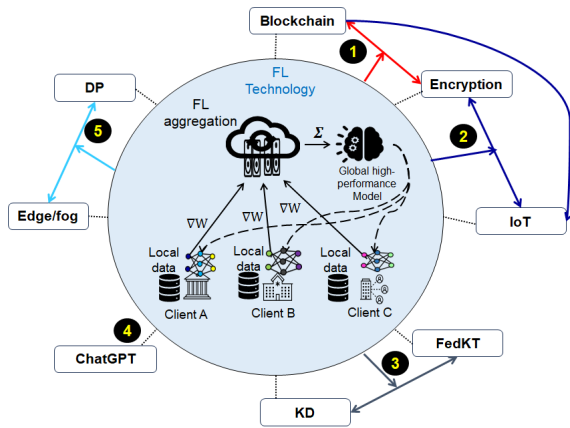 Blockchain
1
FL
Technology
DP
FL
aggregation
Encryption
5
Σ
2
Global high-
performance
Model
Edge/fog
∇W
∇W
∇W
IoT
Local
data
Local
data
Local
data
Client A
Client B
Client C
4
ChatGPT
FedKT
3
KD